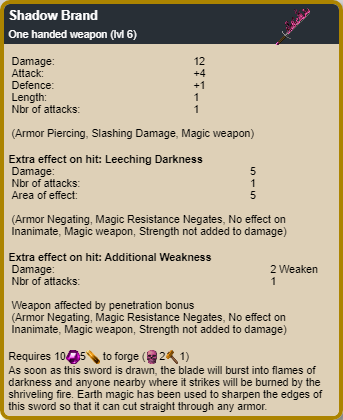 Shadow Brand
One handed weapon (lvl 6)
Damage: 12
Attack: +4
Defence: +1
Length: 1
Nbr of attacks: 1
(Armor Piercing, Slashing Damage, Magic weapon)
Extra effect on hit: Leeching Darkness
Damage: 5
Nbr of attacks: 1
Area of effect: 5
(Armor Negating, Magic Resistance Negates, No effect on
Inanimate, Magic weapon, Strength not added to damage)
Extra effect on hit: Additional Weakness
Damage: 2 Weaken
Nbr of attacks: 1
Weapon affected by penetration bonus
(Armor Negating, Magic Resistance Negates, No effect on
Inanimate, Magic weapon, Strength not added to damage)
Requires 10 5 to forge ( 2 1)
As soon as this sword is drawn, the blade will burst into flames of
darkness and anyone nearby where it strikes will be burned by the
shriveling fire. Earth magic has been used to sharpen the edges of
this sword so that it can cut straight through any armor.